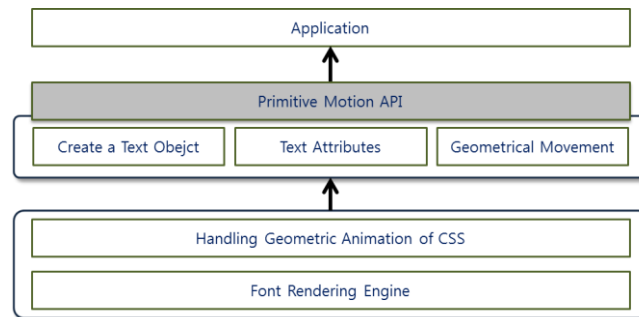 Application
Primitive Motion API
Create a Text Obejct
Text Attributes
Geometrical Movement
Handling Geometric Animation of CSS
Font Rendering Engine